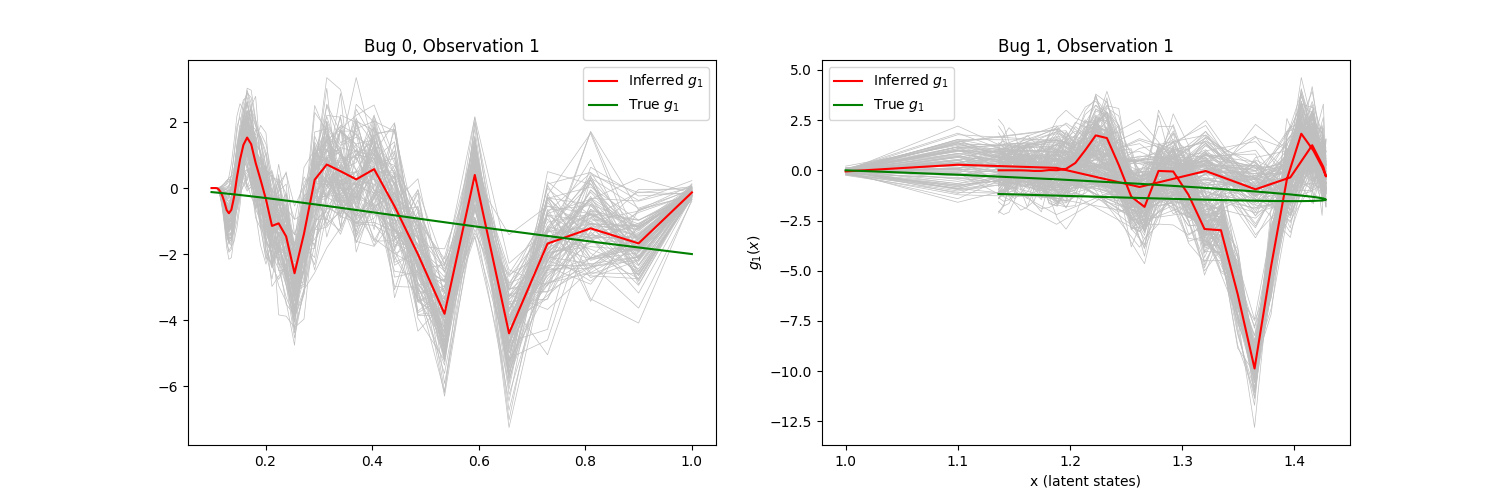 Bug 0, Observation 1
Inferred g₁
True g₁
2
0
−2
−4
−6
0.2
0.4
0.6
0.8
1.0
Bug 1, Observation 1
Inferred g₁
True g₁
g₁(x)
5.0
2.5
0.0
−2.5
−5.0
−7.5
−10.0
−12.5
1.0
1.1
1.2
1.3
1.4
x (latent states)